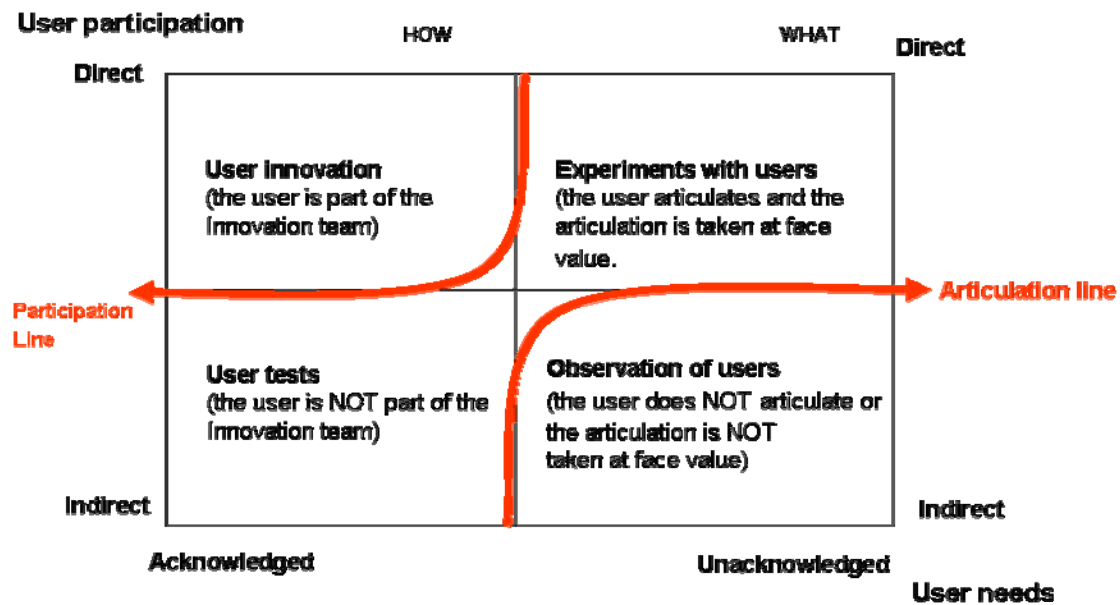 User participation
HOW
WHAT
Direct
Direct
User innovation
(the user is part of the
Innovation team)
Experiments with users
(the user articulates and the
articulation is taken at face
value.
Participation
Line
Articulation line
User tests
(the user is NOT part of the
Innovation team)
Observation of users
(the user does NOT articulate or
the articulation is NOT
taken at face value)
Indirect
Indirect
Acknowledged
Unacknowledged
User needs